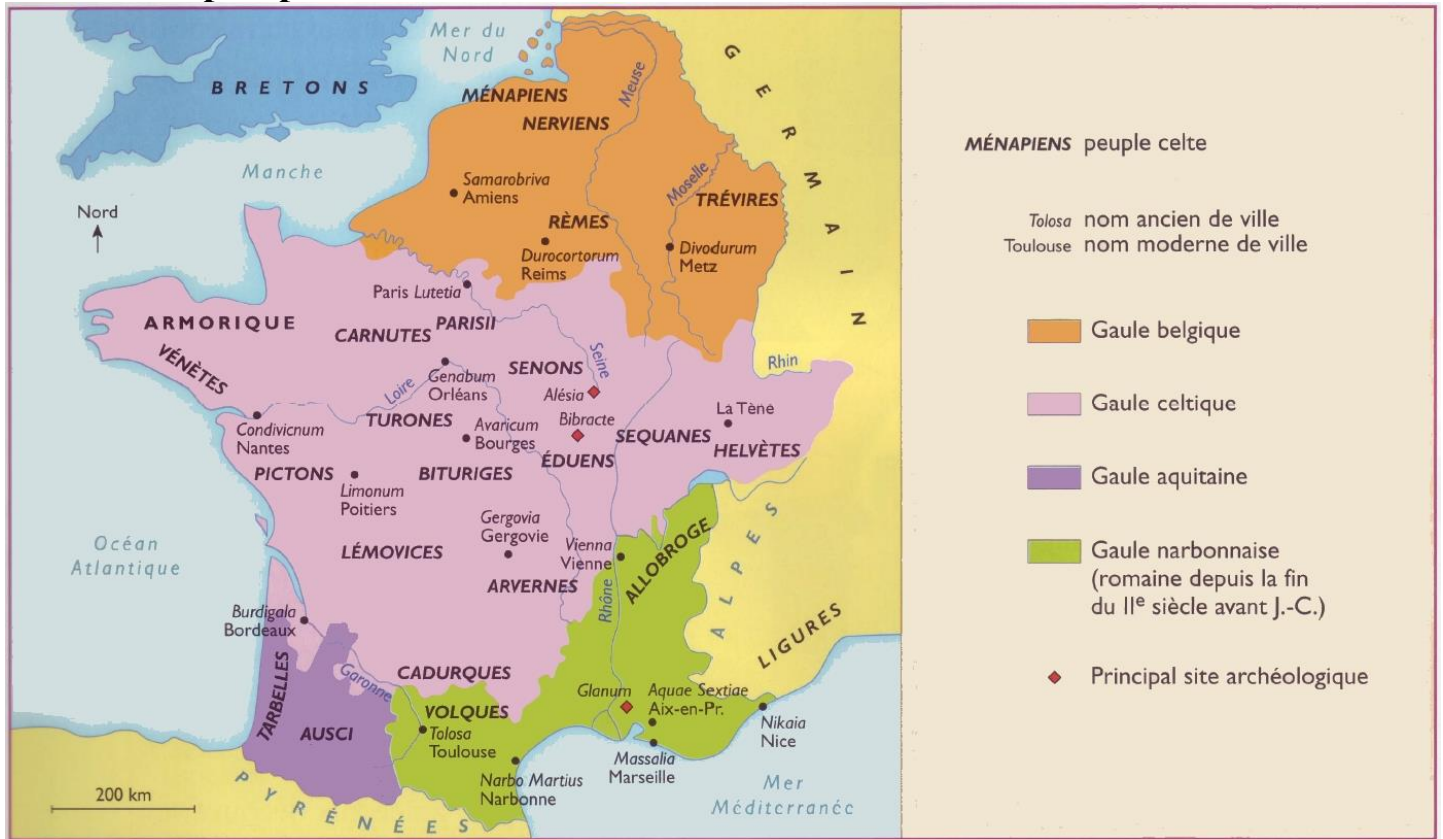 Mer du
Nord
BRETONS
GERMAIN
MÉNAPIENS
Meuse
NERVIENS
Manche
Samarobriva
Amiens
Moselle
TRÉVIRES
Nord
RÈMES
Durocortorum
Reims
Divodurum
Metz
Paris Lutetia
ARMORIQUE
PARISII
CARNUTES
VÉNÈTES
Seine
Rhin
SENONS
Genabum
Orléans
Loire
Alésia
La Tène
TURONES
Avaricum
Bourges
Bibracte
Condivicnum
Nantes
SEQUANES
HELVÈTES
ÉDUENS
PICTONS
BITURIGES
Limonum
Poitiers
Gergovia
Gergovie
Océan
Atlantique
LÉMOVICES
Vienna
Vienne
ALLOBROGE
ARVERNES
Rhône
ALPES
Burdigala
Bordeaux
LIGURES
Garonne
CADURQUES
TARBELLES
AUSCI
VOLQUES
Tolosa
Toulouse
Glanum
Aquae Sextiae
Aix-en-Pr.
Nikaia
Nice
Massalia
Marseille
Narbo Martius
Narbonne
Mer
Méditerranée
200 km
PYRÉNÉES
MÉNAPIENS peuple celte
Tolosa nom ancien de ville
Toulouse nom moderne de ville
Gaule belgique
Gaule celtique
Gaule aquitaine
Gaule narbonnaise
(romaine depuis la fin
du IIe siècle avant J.-C.)
Principal site archéologique